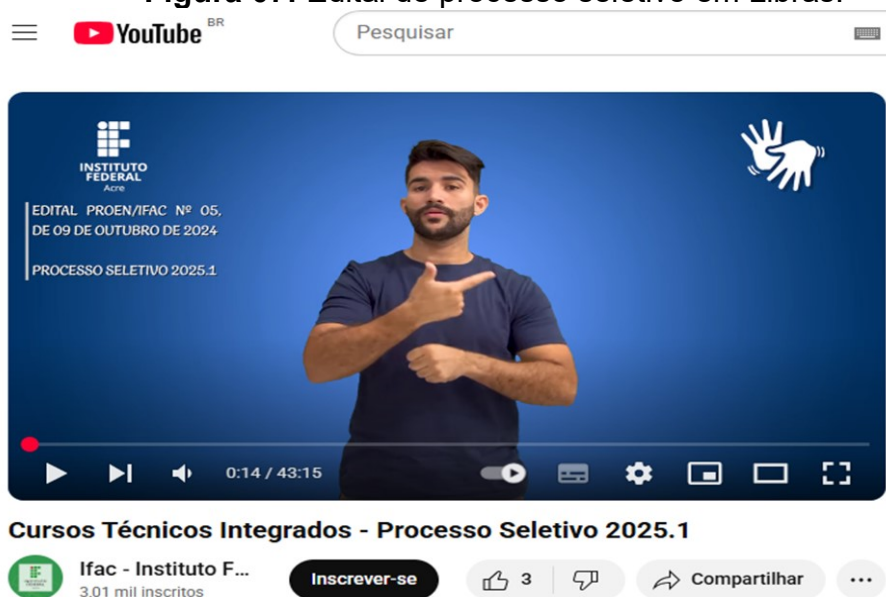 Figura 07: Edital do processo seletivo em Libras.
YouTube BR
Pesquisar
INSTITUTO
FEDERAL
Acre
EDITAL PROEN/IFAC Nº 05,
DE 09 DE OUTUBRO DE 2024
PROCESSO SELETIVO 2025.1
0:14 / 43:15
Cursos Técnicos Integrados - Processo Seletivo 2025.1
Ifac - Instituto F...
3,01 mil inscritos
Inscrever-se
3
Compartilhar